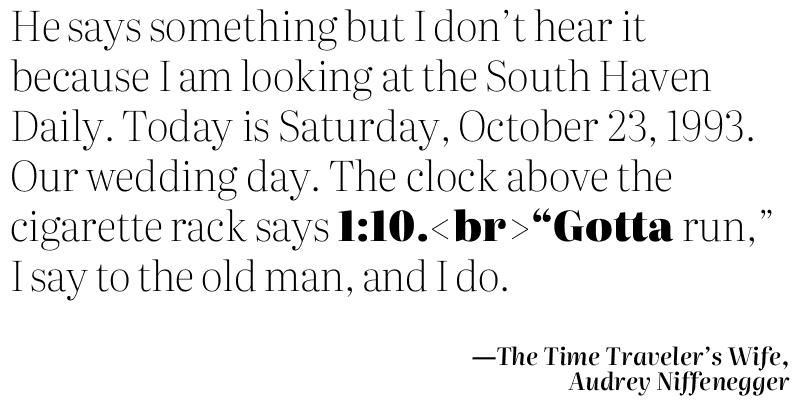 He says something but I don’t hear it
because I am looking at the South Haven
Daily. Today is Saturday, October 23, 1993.
Our wedding day. The clock above the
cigarette rack says 1:10.<br>“Gotta run,”
I say to the old man, and I do.
—The Time Traveler’s Wife,
Audrey Niffenegger